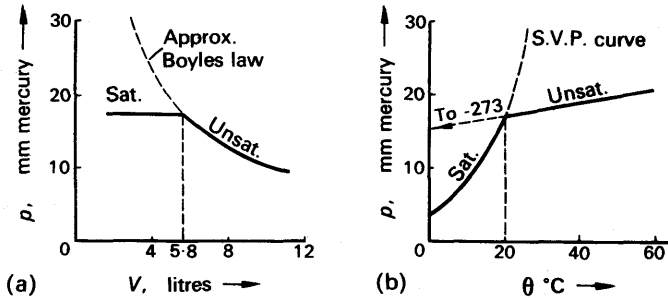 30
20
10
0
p, mm mercury
Approx.
Boyles law
Sat.
Unsat.
4 5·8 8 12
(a) V, litres
30
20
10
0
p, mm mercury
S.V.P. curve
To -273
Unsat.
Sat.
20 40 60
(b) θ °C